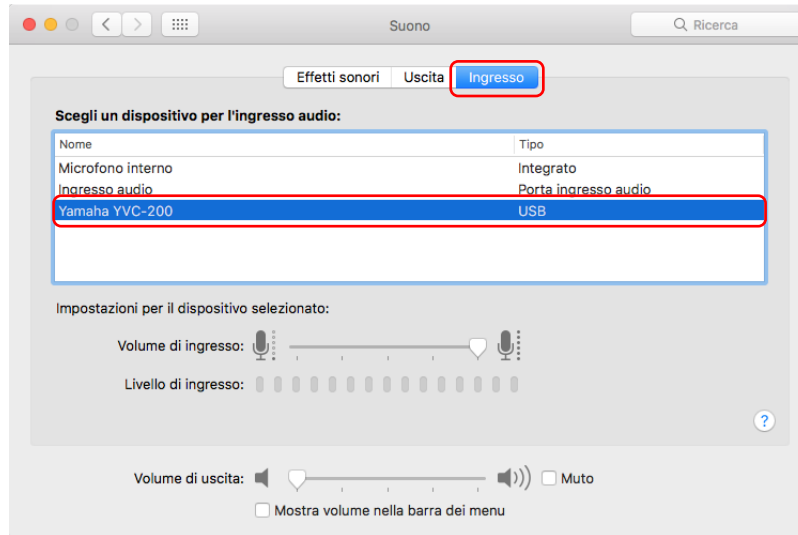 Suono
Ricerca
Effetti sonori Uscita Ingresso
Scegli un dispositivo per l'ingresso audio:
Nome Tipo
Microfono interno Integrato
Ingresso audio Porta ingresso audio
Yamaha YVC-200 USB
Impostazioni per il dispositivo selezionato:
Volume di ingresso:
Livello di ingresso:
?
Volume di uscita: Muto
Mostra volume nella barra dei menu